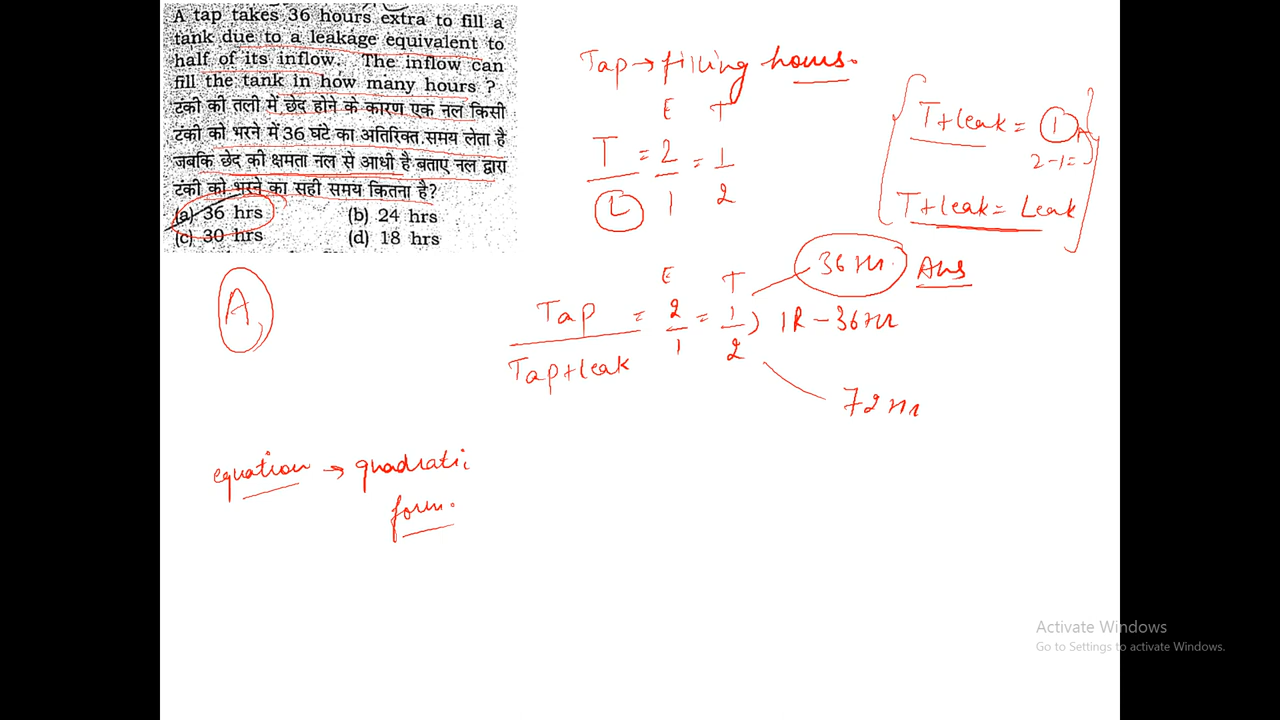 A tap takes 36 hours extra to fill a
tank due to a leakage equivalent to
half of its inflow. The inflow can
fill the tank in how many hours ?
टंकी की तली में छेद होने के कारण एक नल किसी
टंकी को भरने में 36 घंटे का अतिरिक्त समय लेता है
जबकि छेद की क्षमता नल से आधी है बताए नल द्वारा
टंकी को भरने का सही समय कितना है?
(a) 36 hrs (b) 24 hrs
(c) 30 hrs (d) 18 hrs
A
Tap → filling hours.
E T
T/L = 2/1 = 1/2
T+leak = 1
2-1=
T+leak = Leak
E T
Tap/Tap+leak = 2/1 = 1/2 ) 1R - 36 Hr
36 Hr. Ans
72 Hr
equation → quadrati
form.
Activate Windows
Go to Settings to activate Windows.